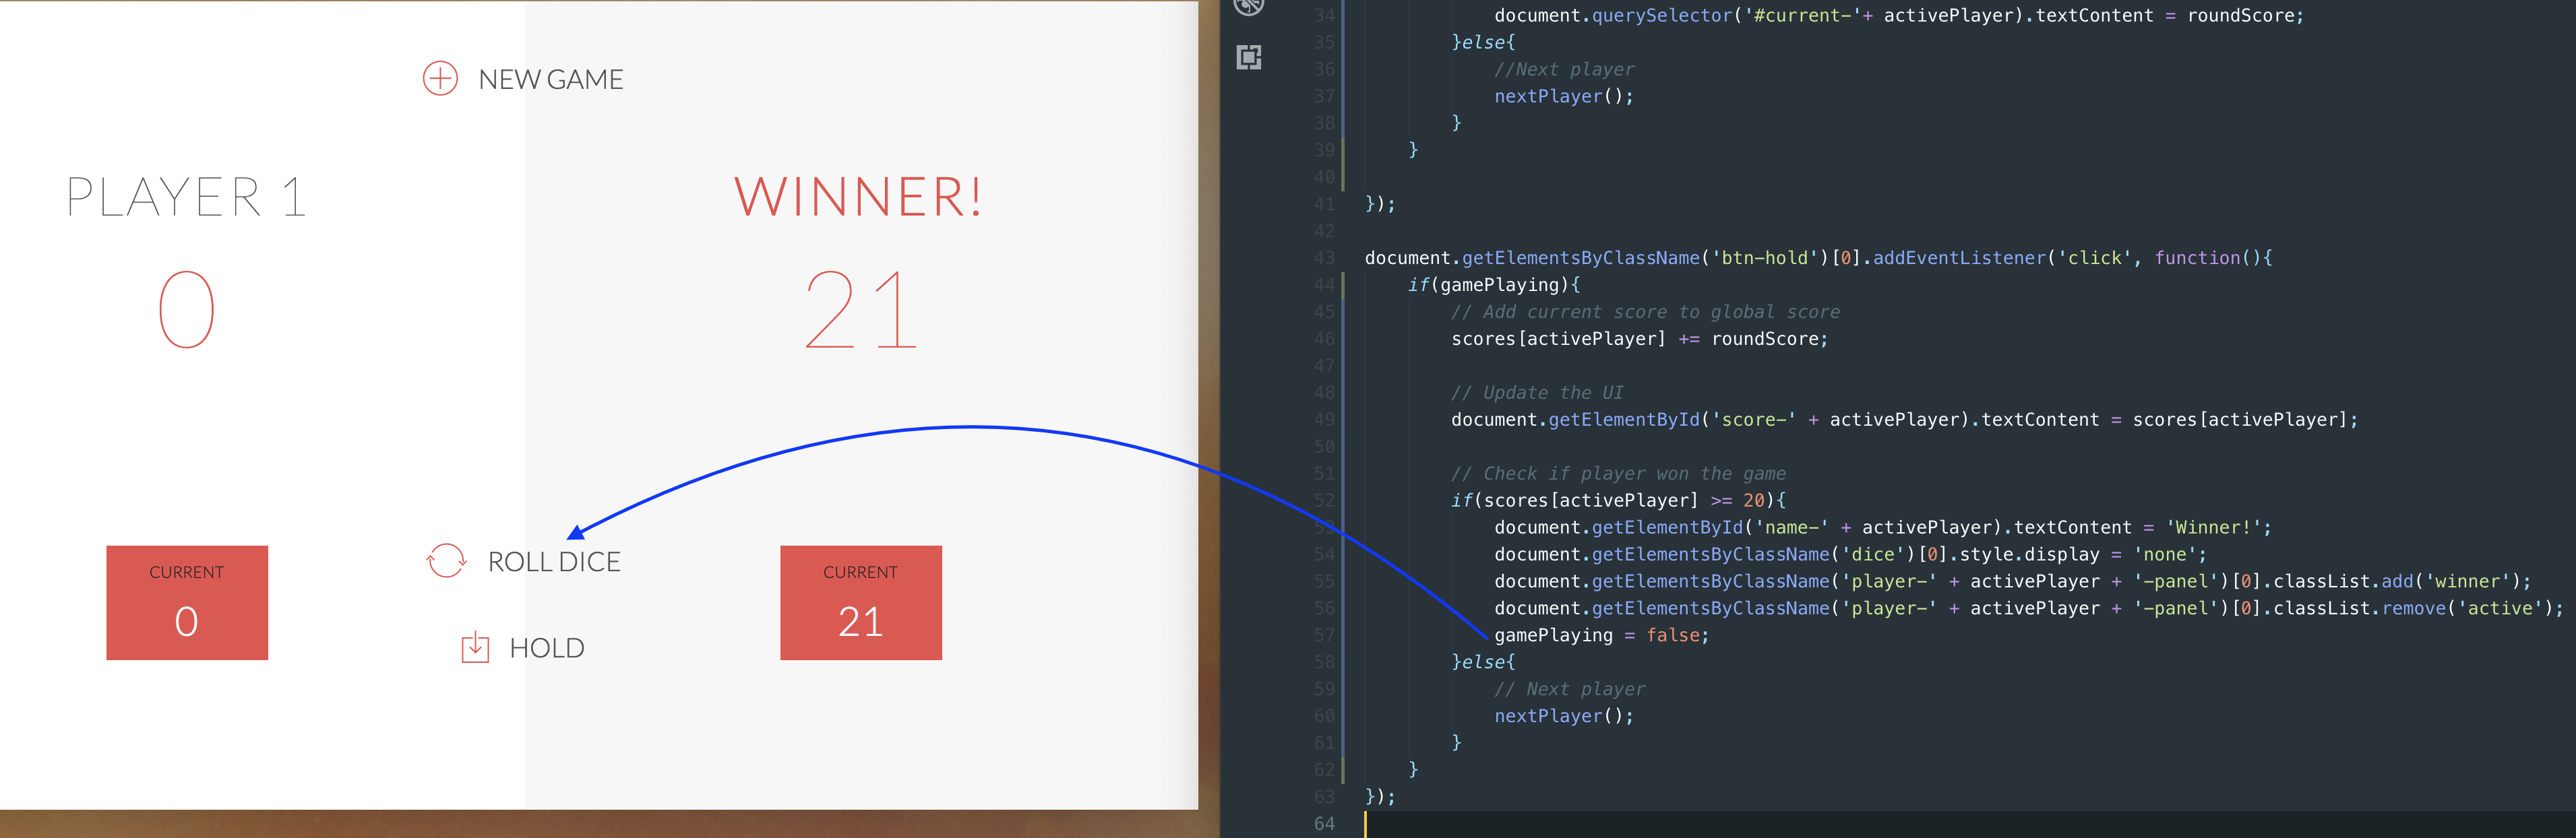 NEW GAME
PLAYER 1
0
WINNER!
21
CURRENT
0
ROLL DICE
HOLD
CURRENT
21
34 document.querySelector('#current-'+ activePlayer).textContent = roundScore;
35 }else{
36 //Next player
37 nextPlayer();
38 }
39 }
40
41 });
42
43 document.getElementsByClassName('btn-hold')[0].addEventListener('click', function(){
44 if(gamePlaying){
45 // Add current score to global score
46 scores[activePlayer] += roundScore;
47
48 // Update the UI
49 document.getElementById('score-' + activePlayer).textContent = scores[activePlayer];
50
51 // Check if player won the game
52 if(scores[activePlayer] >= 20){
53 document.getElementById('name-' + activePlayer).textContent = 'Winner!';
54 document.getElementsByClassName('dice')[0].style.display = 'none';
55 document.getElementsByClassName('player-' + activePlayer + '-panel')[0].classList.add('winner');
56 document.getElementsByClassName('player-' + activePlayer + '-panel')[0].classList.remove('active');
57 gamePlaying = false;
58 }else{
59 // Next player
60 nextPlayer();
61 }
62 }
63 });
64